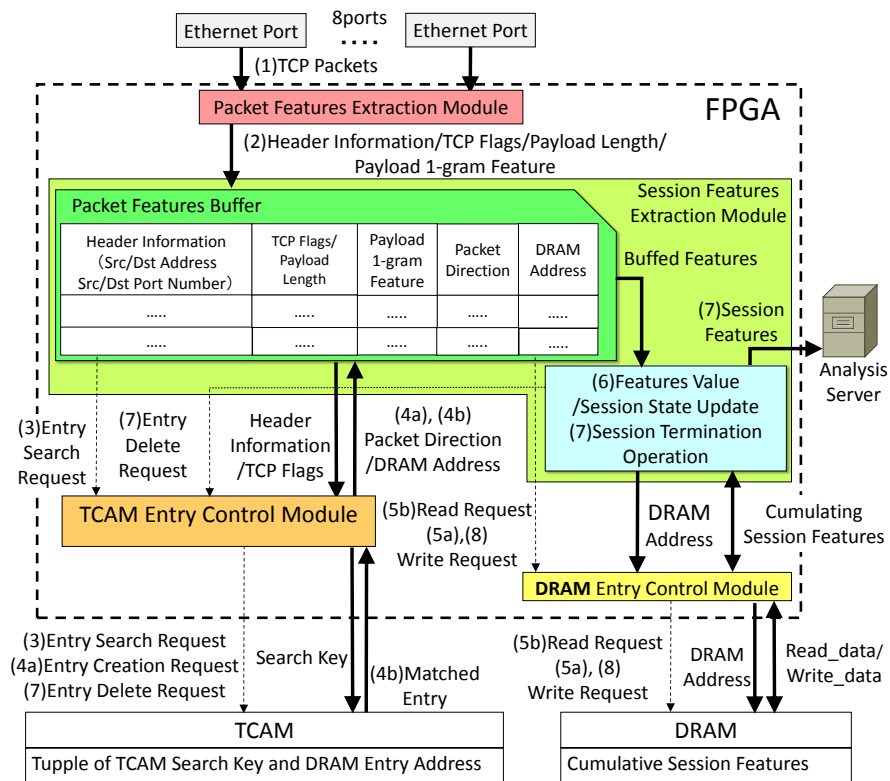 8ports
Ethernet Port
.....
Ethernet Port
(1)TCP Packets
Packet Features Extraction Module
FPGA
(2)Header Information/TCP Flags/Payload Length/
Payload 1-gram Feature
Session Features
Extraction Module
Packet Features Buffer
Header Information
(Src/Dst Address
Src/Dst Port Number)
TCP Flags/
Payload
Length
Payload
1-gram
Feature
Packet
Direction
DRAM
Address
.....
.....
.....
.....
.....
.....
.....
.....
.....
.....
Buffed Features
(7)Session
Features
Analysis
Server
(6)Features Value
/Session State Update
(7)Session Termination
Operation
(3)Entry
Search
Request
(7)Entry
Delete
Request
Header
Information
/TCP Flags
(4a), (4b)
Packet Direction
/DRAM Address
TCAM Entry Control Module
(5b)Read Request
(5a),(8)
Write Request
DRAM
Address
Cumulating
Session Features
DRAM Entry Control Module
(3)Entry Search Request
(4a)Entry Creation Request
(7)Entry Delete Request
Search Key
(4b)Matched
Entry
(5b)Read Request
(5a), (8)
Write Request
DRAM
Address
Read_data/
Write_data
TCAM
Tupple of TCAM Search Key and DRAM Entry Address
DRAM
Cumulative Session Features